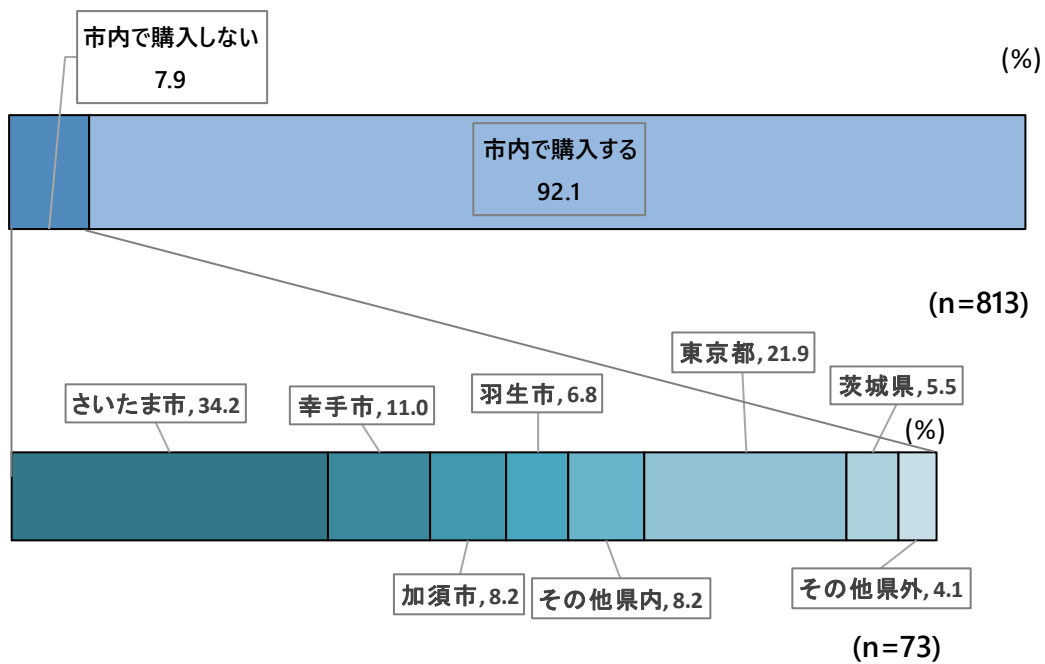 市内で購入しない
7.9
(%)
市内で購入する
92.1
(n=813)
東京都, 21.9
羽生市, 6.8
茨城県, 5.5
さいたま市, 34.2
幸手市, 11.0
(%)
加須市, 8.2
その他県内, 8.2
その他県外, 4.1
(n=73)